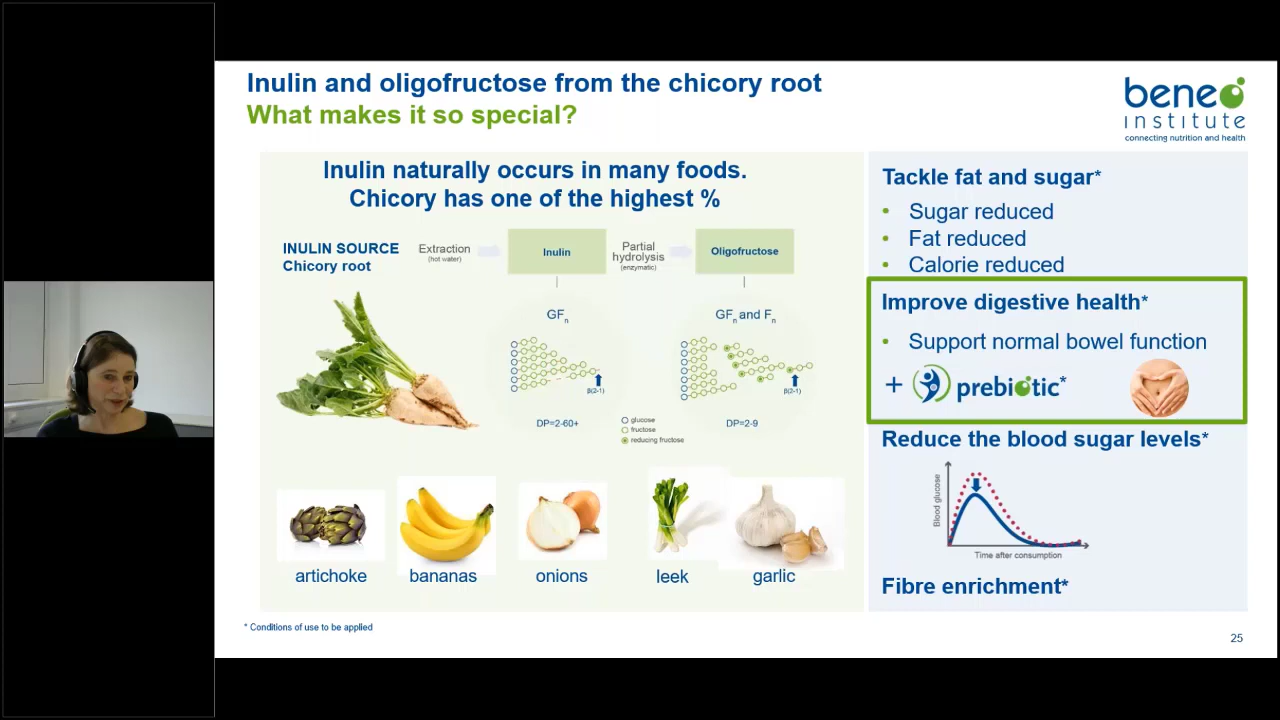 Inulin and oligofructose from the chicory root
What makes it so special?
beneo
institute
connecting nutrition and health
Inulin naturally occurs in many foods.
Chicory has one of the highest %
INULIN SOURCE
Chicory root
Extraction
(hot water)
Inulin
Partial
hydrolysis
(enzymatic)
Oligofructose
GFn
GFn and Fn
β(2-1)
β(2-1)
DP=2-60+
glucose
fructose
reducing fructose
DP=2-9
artichoke
bananas
onions
leek
garlic
Tackle fat and sugar*
• Sugar reduced
• Fat reduced
• Calorie reduced
Improve digestive health*
• Support normal bowel function
+ prebiotic*
Reduce the blood sugar levels*
Blood glucose
Time after consumption
Fibre enrichment*
* Conditions of use to be applied
25